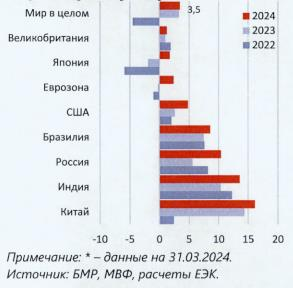 3,5
Мир в целом
2024
2023
2022
Великобритания
Япония
Еврозона
США
Бразилия
Россия
Индия
Китай
-10 -5 0 5 10 15 20
Примечание: * – данные на 31.03.2024.
Источник: БМР, МВФ, расчеты ЕЭК.